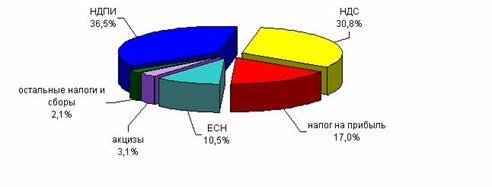 НДПИ
36,5%
НДС
30,8%
остальные налоги и
сборы
2,1%
акцизы
3,1%
ЕСН
10,5%
налог на прибыль
17,0%